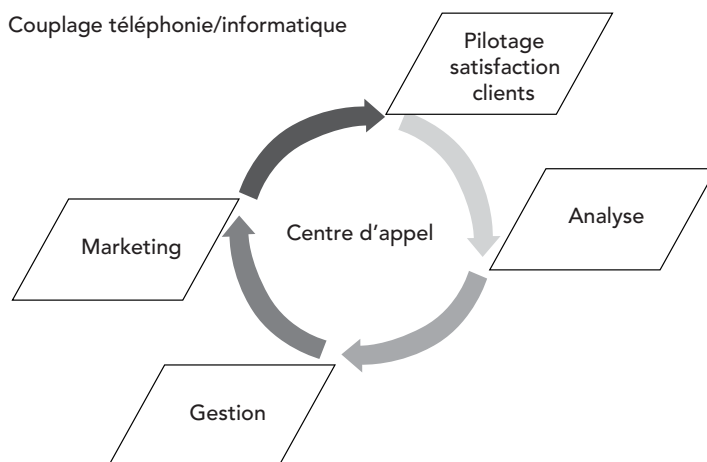 Couplage téléphonie/informatique
Pilotage
satisfaction
clients
Analyse
Centre d'appel
Marketing
Gestion